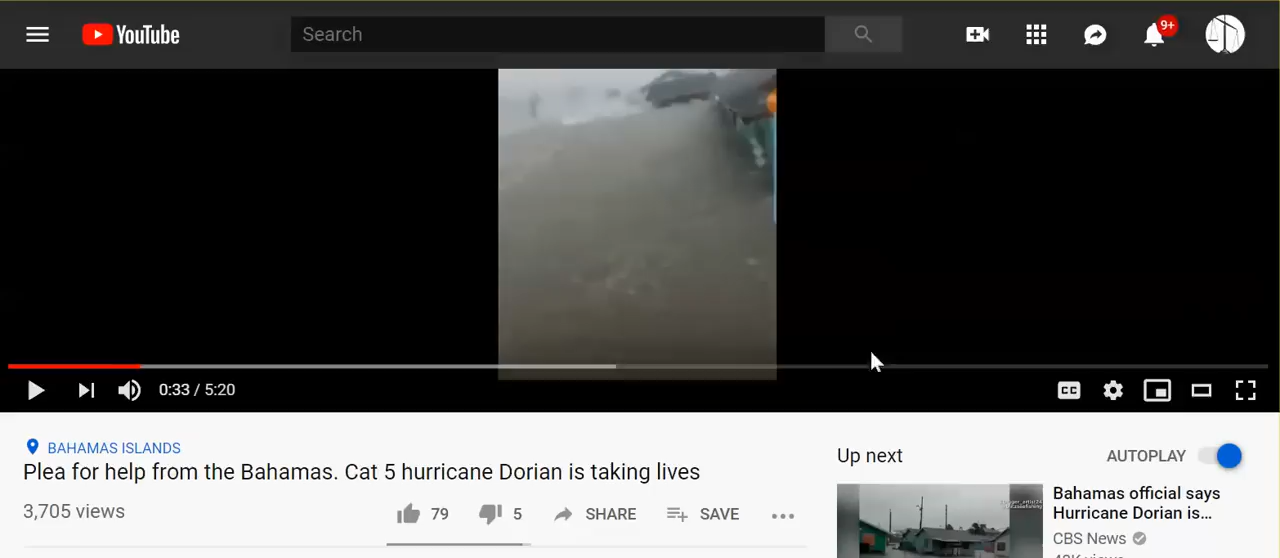 YouTube
Search
9+
0:33 / 5:20
CC
BAHAMAS ISLANDS
Plea for help from the Bahamas. Cat 5 hurricane Dorian is taking lives
3,705 views
79
5
SHARE
SAVE
Up next
AUTOPLAY
Bahamas official says
Hurricane Dorian is...
CBS News